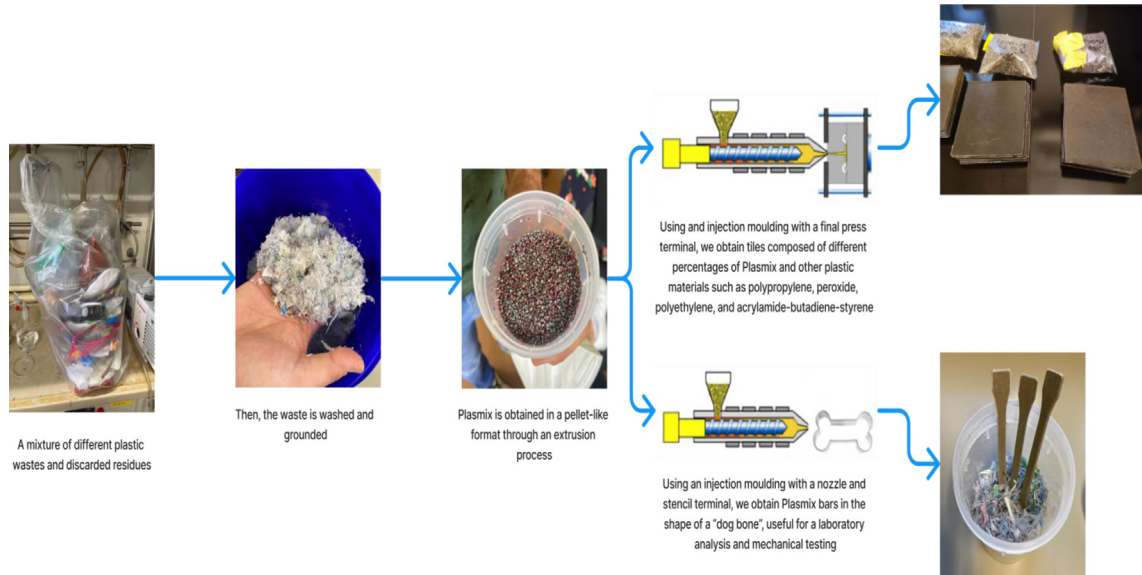 A mixture of different plastic
wastes and discarded residues
Then, the waste is washed and
grounded
Plasmix is obtained in a pellet-like
format through an extrusion
process
Using and injection moulding with a final press
terminal, we obtain tiles composed of different
percentages of Plasmix and other plastic
materials such as polypropylene, peroxide,
polyethylene, and acrylamide-butadiene-styrene
Using an injection moulding with a nozzle and
stencil terminal, we obtain Plasmix bars in the
shape of a "dog bone", useful for a laboratory
analysis and mechanical testing